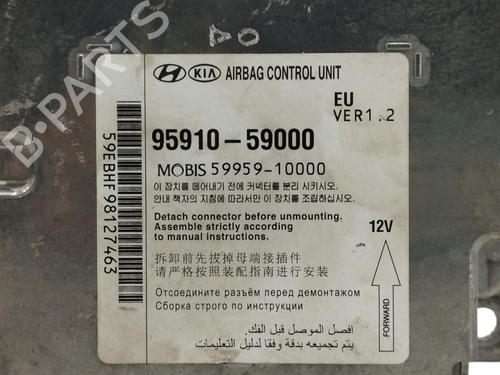 KIA AIRBAG CONTROL UNIT
EU
VER1.2
95910-59000
MOBIS 59959-10000
이 장치를 떼어내기 전에 커넥터를 분리 하시오.
안내 책자의 지침에 따라서만 이 장치를 조립하십시오.
Detach connector before unmounting.
Assemble strictly according
to manual instructions.
12V
拆卸前先拔掉母端接插件
请严格按照装配指南进行安装
FORWARD
Отсоедините разъём перед демонтажом
Сборка строго по инструкции
افصل الموصل قبل الفك.
يتم تجميعه بدقة وفقا لدليل التعليمات.
59EBHF98127463
B-PARTS